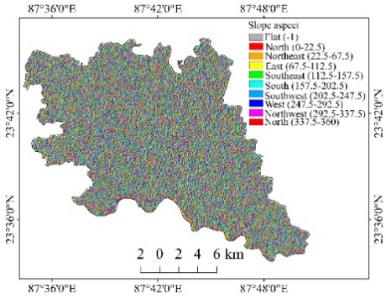 87°36'0"E 87°42'0"E 87°48'0"E
Slope aspect
Flat (-1)
North (0-22.5)
Northeast (22.5-67.5)
East (67.5-112.5)
Southeast (112.5-157.5)
South (157.5-202.5)
Southwest (202.5-247.5)
West (247.5-292.5)
Northwest (292.5-337.5)
North (337.5-360)
23°42'0"N 23°42'0"N
23°36'0"N 23°36'0"N
2 0 2 4 6 km
87°36'0"E 87°42'0"E 87°48'0"E